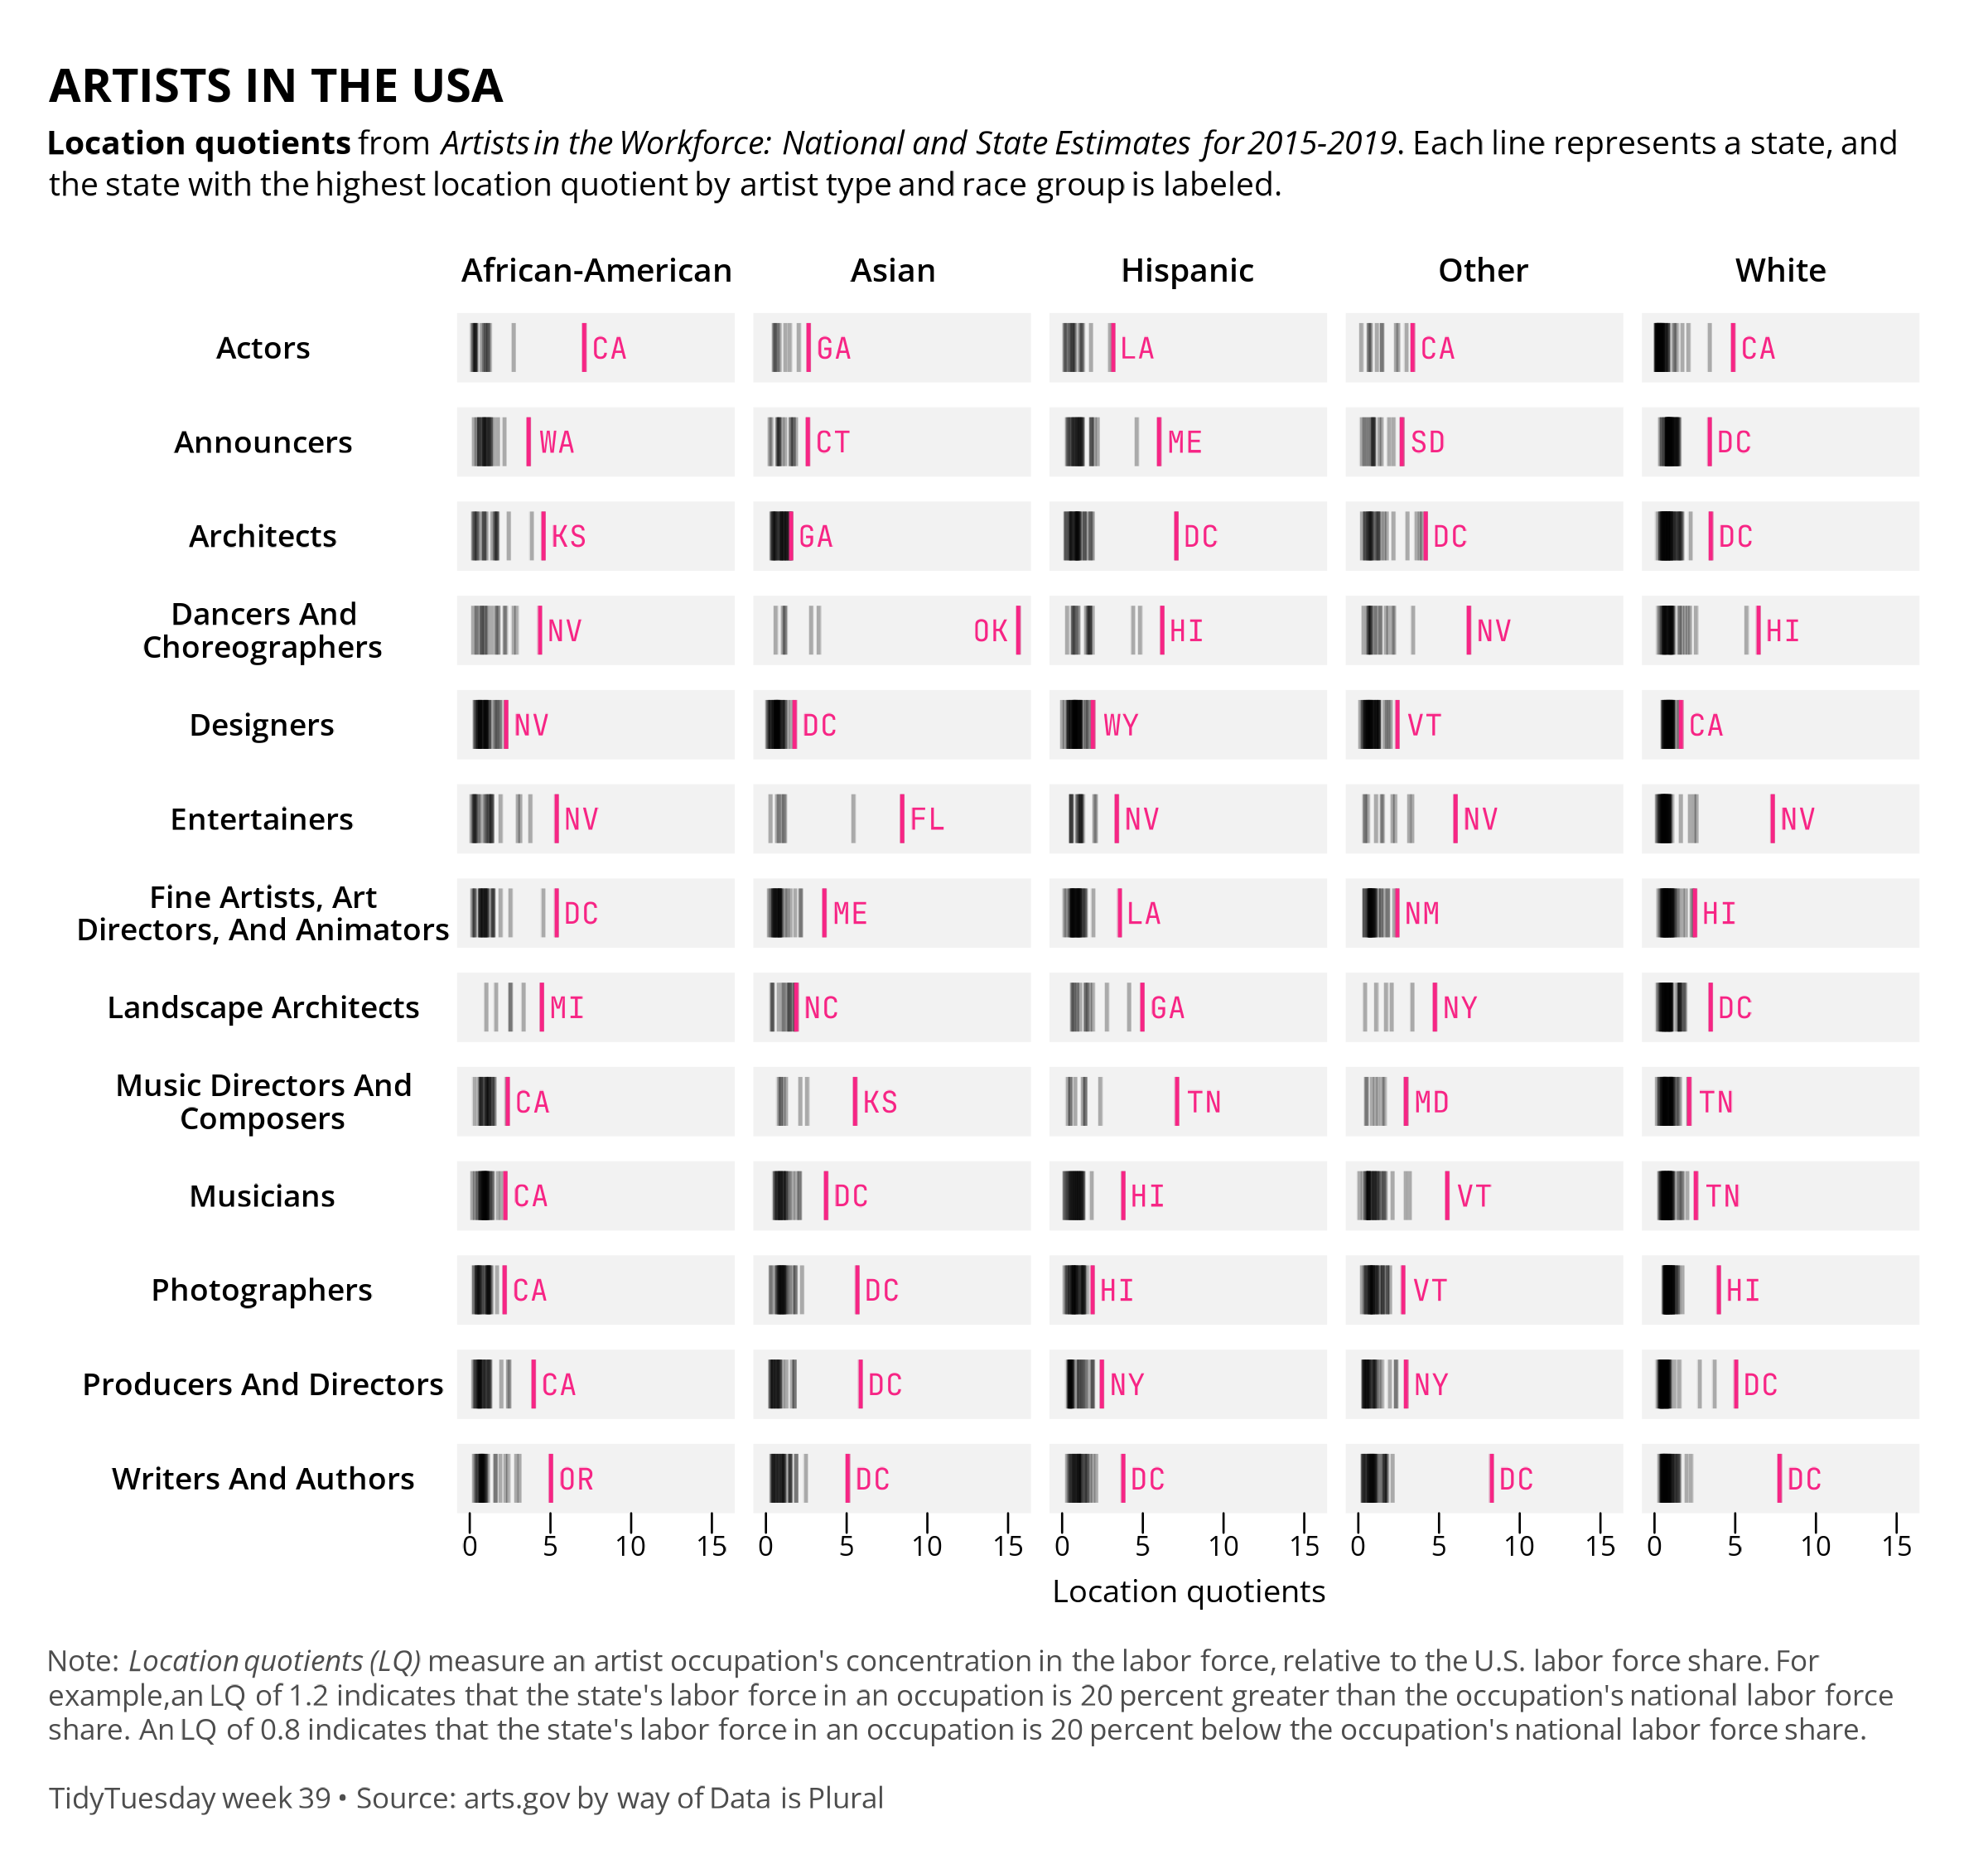 ARTISTS IN THE USA
Location quotients from Artists in the Workforce: National and State Estimates for 2015-2019. Each line represents a state, and
the state with the highest location quotient by artist type and race group is labeled.
African-American Asian Hispanic Other White
Actors CA GA LA CA CA
Announcers WA CT ME SD DC
Architects KS GA DC DC DC
Dancers And
Choreographers NV OK HI NV HI
Designers NV DC WY VT CA
Entertainers NV FL NV NV NV
Fine Artists, Art
Directors, And Animators DC ME LA NM HI
Landscape Architects MI NC GA NY DC
Music Directors And
Composers CA KS TN MD TN
Musicians CA DC HI VT TN
Photographers CA DC HI VT HI
Producers And Directors CA DC NY NY DC
Writers And Authors OR DC DC DC DC
0 5 10 15 0 5 10 15 0 5 10 15 0 5 10 15 0 5 10 15
Location quotients
Note: Location quotients (LQ) measure an artist occupation's concentration in the labor force, relative to the U.S. labor force share. For
example,an LQ of 1.2 indicates that the state's labor force in an occupation is 20 percent greater than the occupation's national labor force
share. An LQ of 0.8 indicates that the state's labor force in an occupation is 20 percent below the occupation's national labor force share.
TidyTuesday week 39 • Source: arts.gov by way of Data is Plural